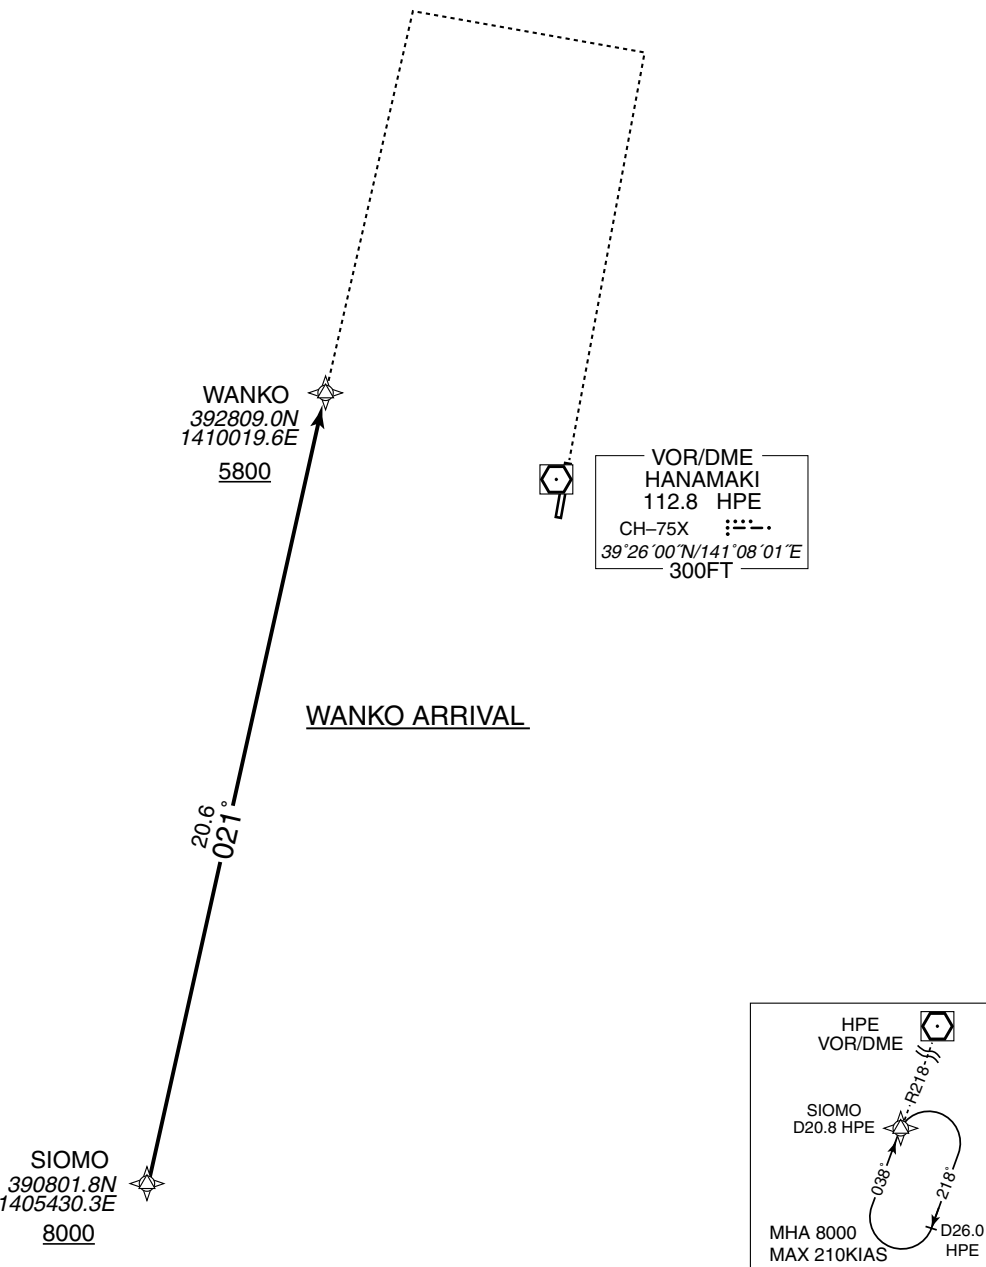 WANKO
392809.0N
1410019.6E
5800
VOR/DME
HANAMAKI
112.8 HPE
CH–75X
39°26´00˝N/141°08´01˝E
300FT
WANKO ARRIVAL
20.6
021°
SIOMO
390801.8N
1405430.3E
8000
HPE
VOR/DME
R218
SIOMO
D20.8 HPE
038°
218°
D26.0
HPE
MHA 8000
MAX 210KIAS